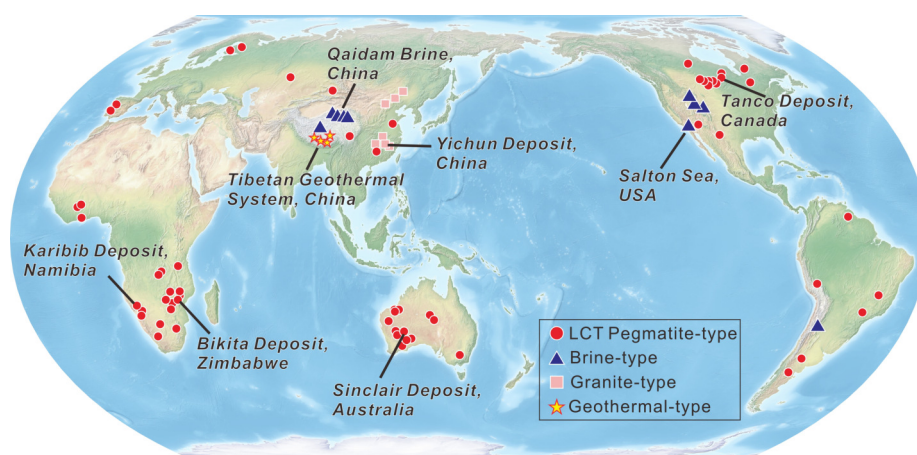 Qaidam Brine,
China
Tanco Deposit,
Canada
Yichun Deposit,
China
Salton Sea,
USA
Tibetan Geothermal
System, China
Karibib Deposit,
Namibia
Bikita Deposit,
Zimbabwe
Sinclair Deposit,
Australia
LCT Pegmatite-type
Brine-type
Granite-type
Geothermal-type